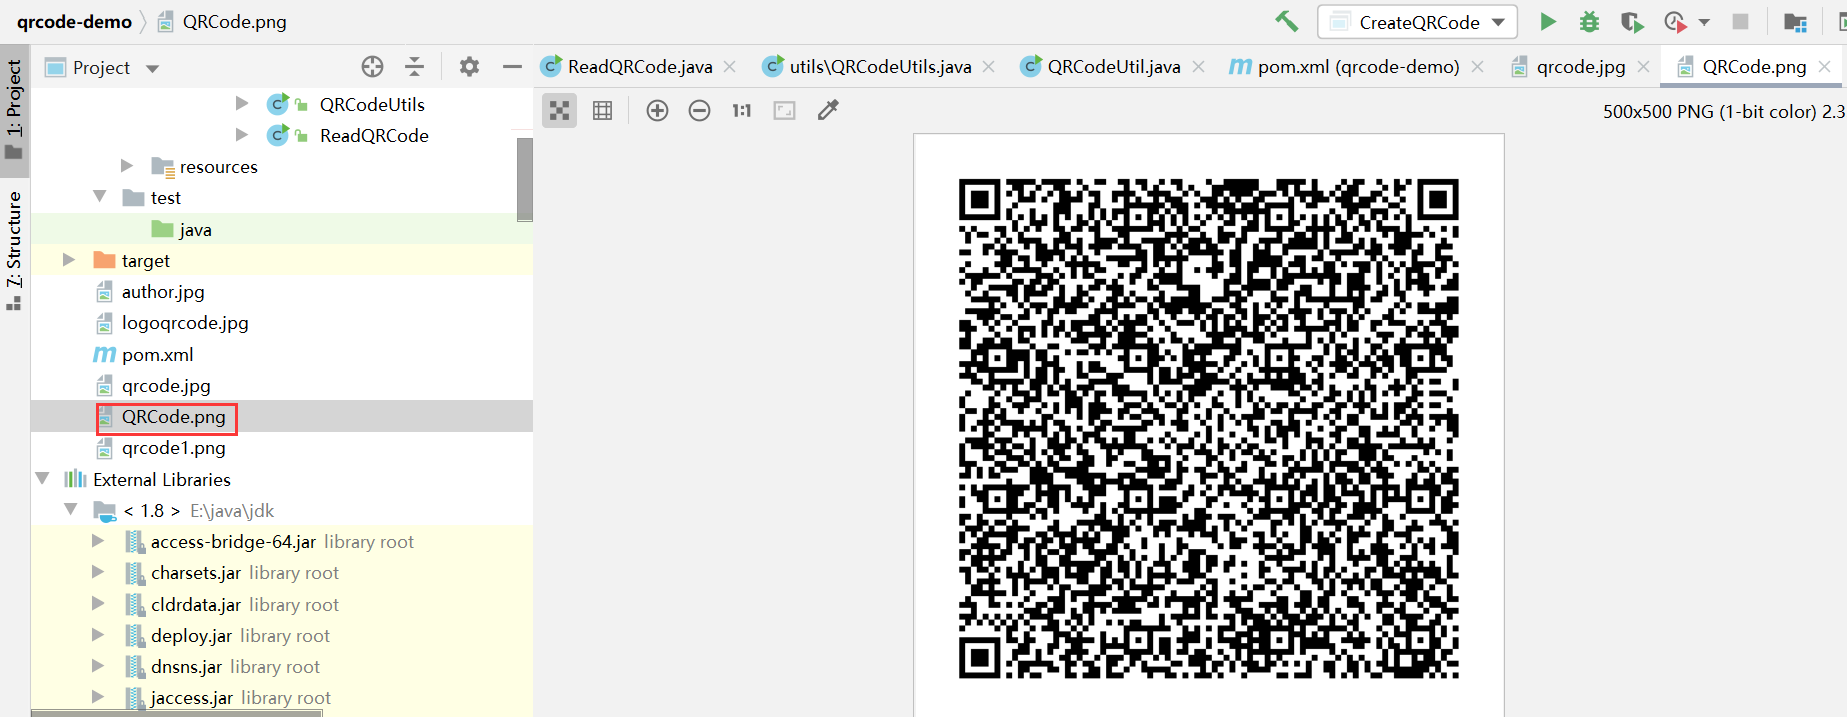 qrcode-demo QRCode.png
CreateQRCode
1: Project
7: Structure
Project
ReadQRCode.java utils\QRCodeUtils.java QRCodeUtil.java pom.xml (qrcode-demo) qrcode.jpg QRCode.png
1:1
500x500 PNG (1-bit color) 2.3
QRCodeUtils
ReadQRCode
resources
test
java
target
author.jpg
logoqrcode.jpg
pom.xml
qrcode.jpg
QRCode.png
qrcode1.png
External Libraries
< 1.8 > E:\java\jdk
access-bridge-64.jar library root
charsets.jar library root
cldrdata.jar library root
deploy.jar library root
dnsns.jar library root
jaccess.jar library root